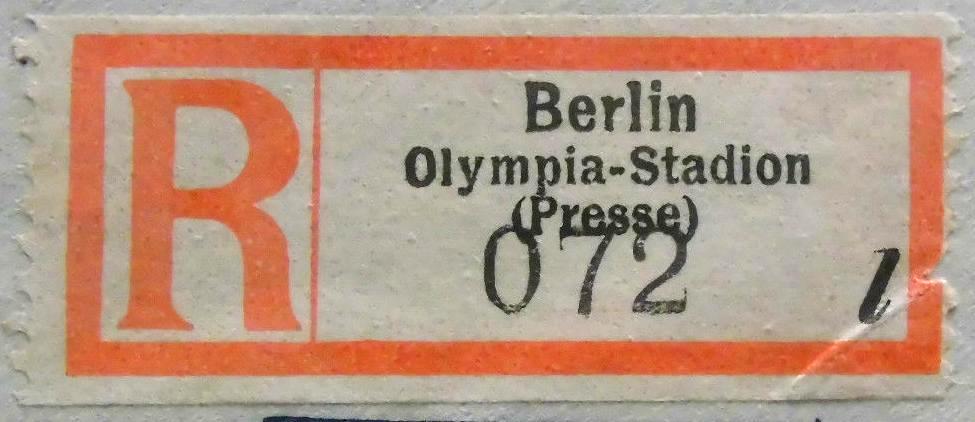 R
Berlin
Olympia-Stadion
(Presse)
072
l